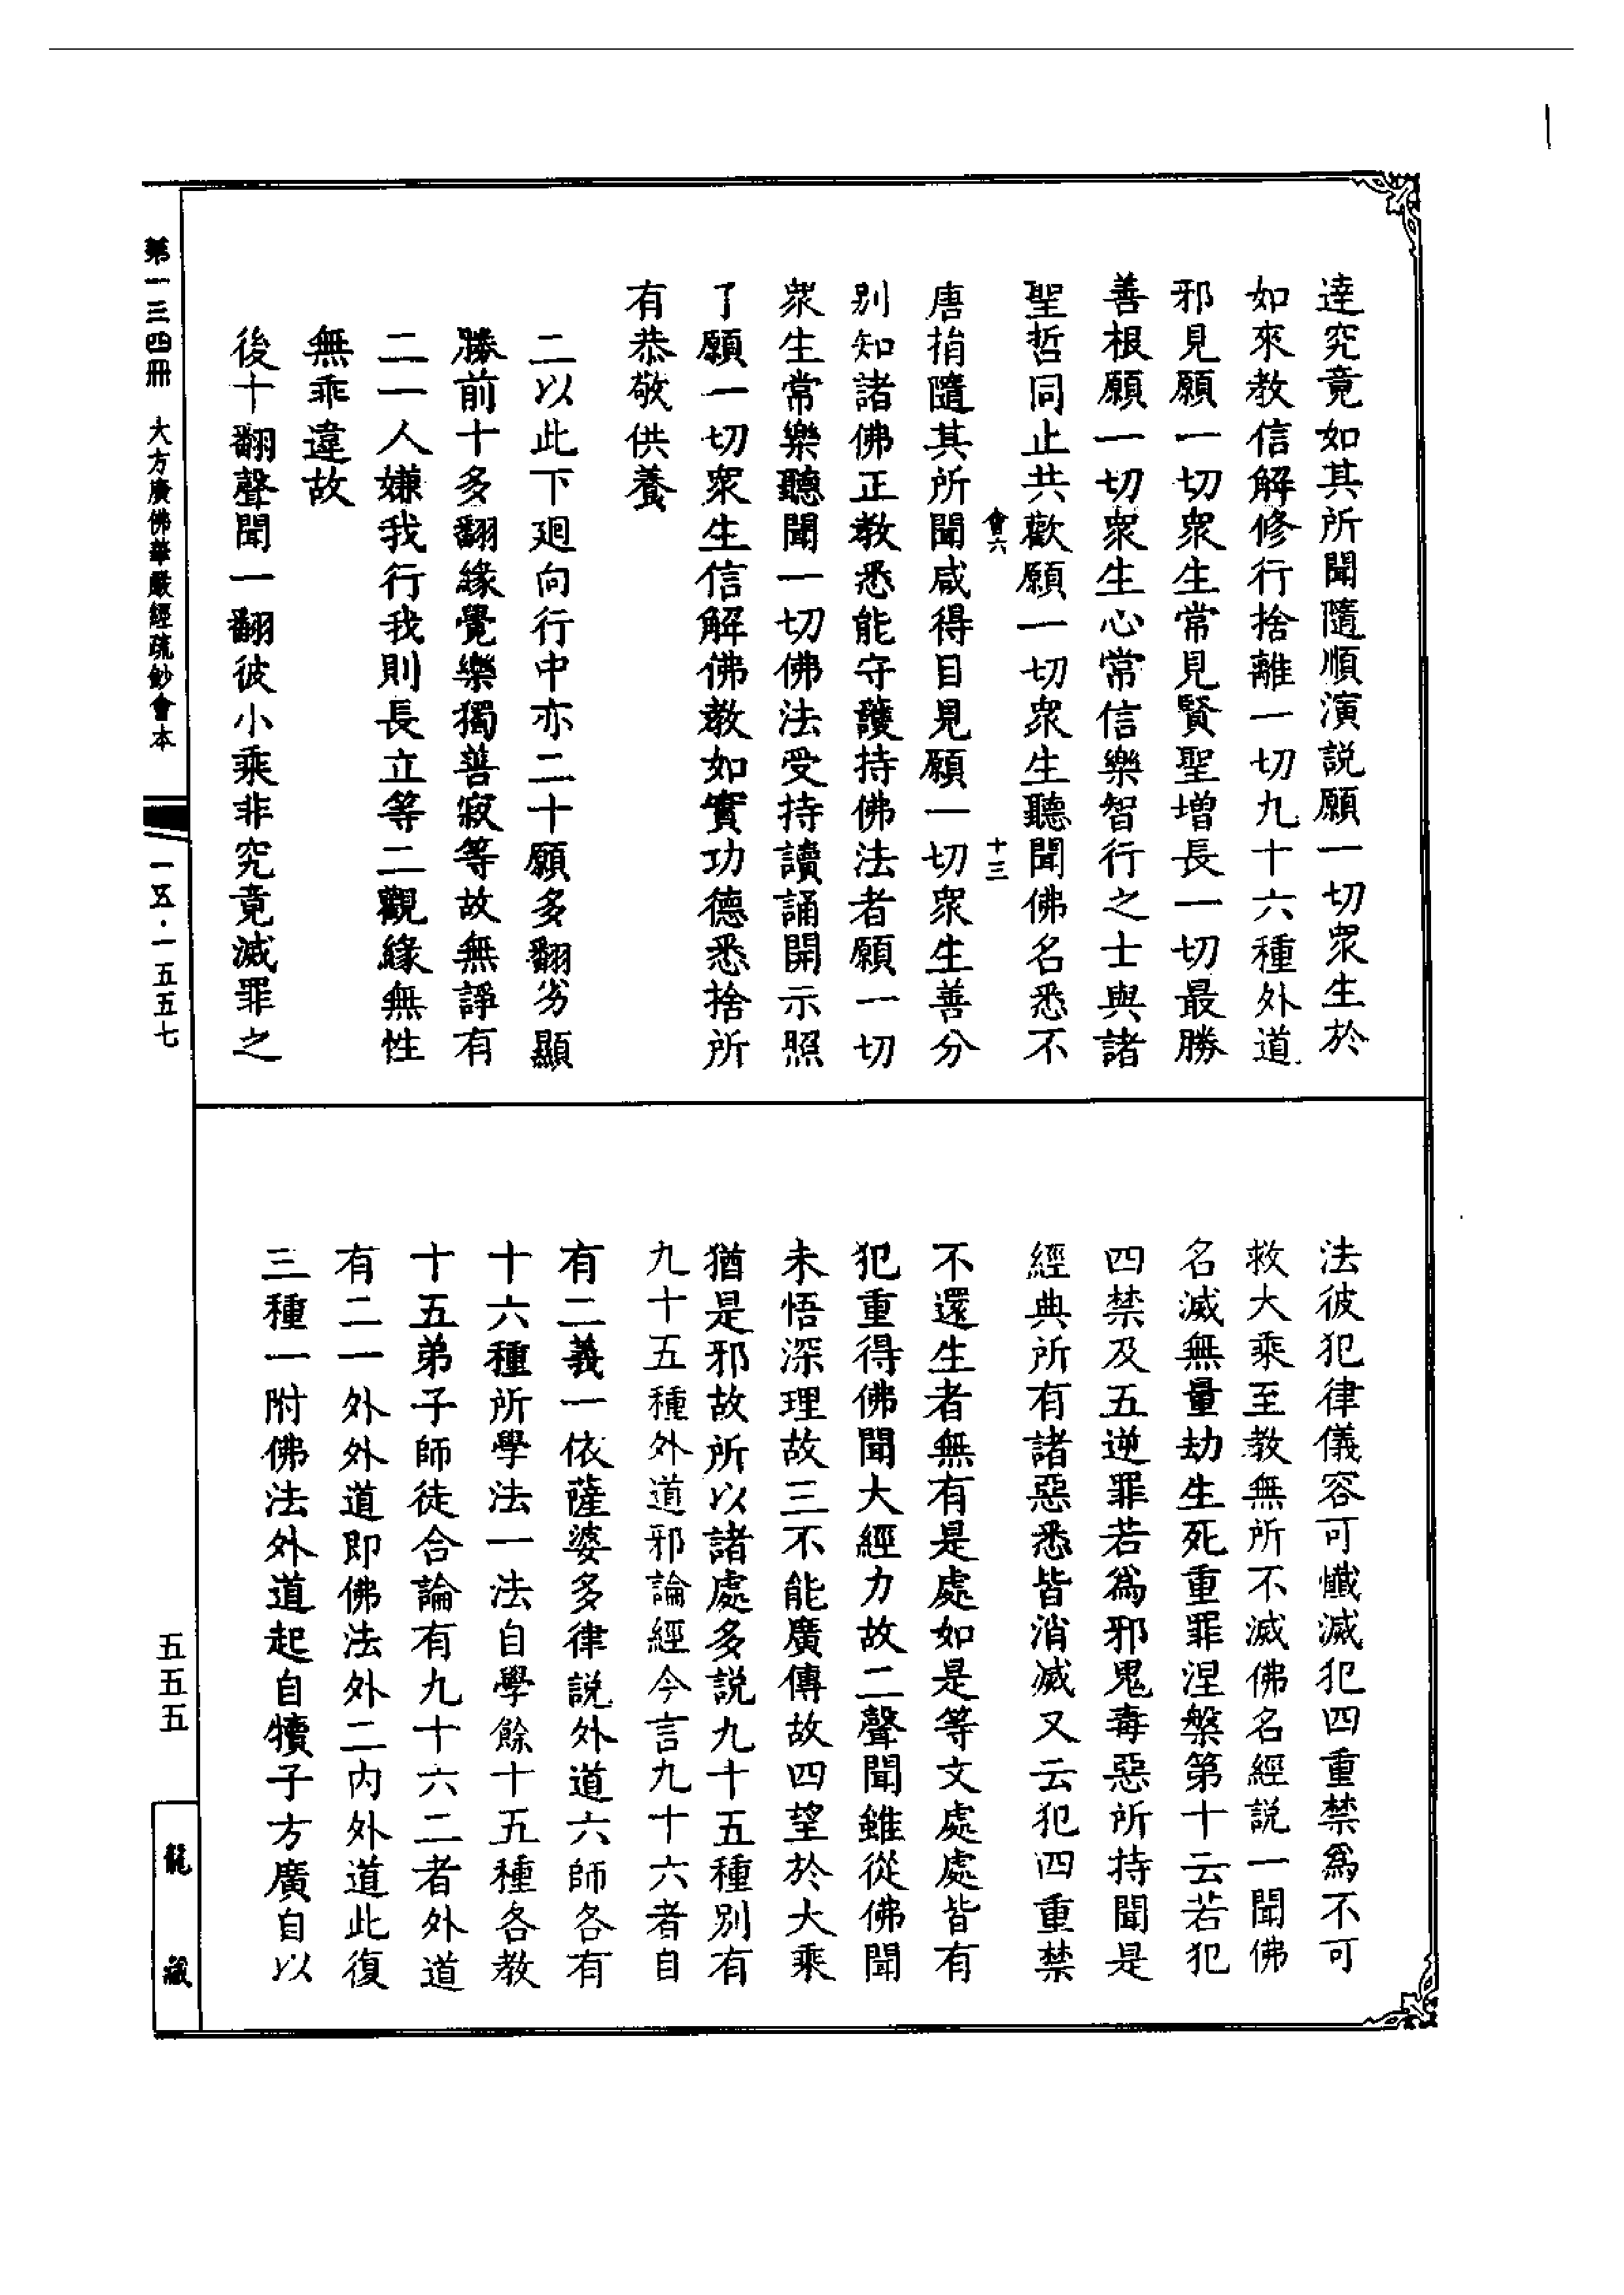 達究竟如其所聞隨順演説願一切衆生於
如來教信解修行捨離一切九十六種外道
邪見願一切衆生常見賢聖增長一切最勝
善根願一切衆生心常信樂智行之士與諸
聖哲同止共歡願一切衆生聽聞佛名悉不
會六 十三
唐捐隨其所聞咸得目見願一切衆生善分
別知諸佛正教悉能守護持佛法者願一切
衆生常樂聽聞一切佛法受持讀誦開示照
了願一切衆生信解佛教如實功德悉捨所
有恭敬供養
二以此下廻向行中亦二十願多翻劣顯
勝前十多翻緣覺樂獨善寂等故無諍有
二一人嫌我行我則長立等二觀緣無性
無乖違故
後十翻聲聞一翻彼小乘非究竟滅罪之
法彼犯律儀容可懺滅犯四重禁爲不可
救大乘至教無所不滅佛名經説一聞佛
名滅無量劫生死重罪涅槃第十云若犯
四禁及五逆罪若爲邪鬼毒惡所持聞是
經典所有諸惡悉皆消滅又云犯四重禁
不還生者無有是處如是等文處處皆有
犯重得佛聞大經力故二聲聞雖從佛聞
未悟深理故三不能廣傳故四望於大乘
猶是邪故所以諸處多説九十五種別有
九十五種外道邪論經今言九十六者自
有二義一依薩婆多律説外道六師各有
十六種所學法一法自學餘十五種各教
十五弟子師徒合論有九十六二者外道
有二一外外道即佛法外二内外道此復
三種一附佛法外道起自犢子方廣自以
第一三四冊 大方廣佛華嚴經疏鈔會本
一五·一五五七
五五五
龍藏